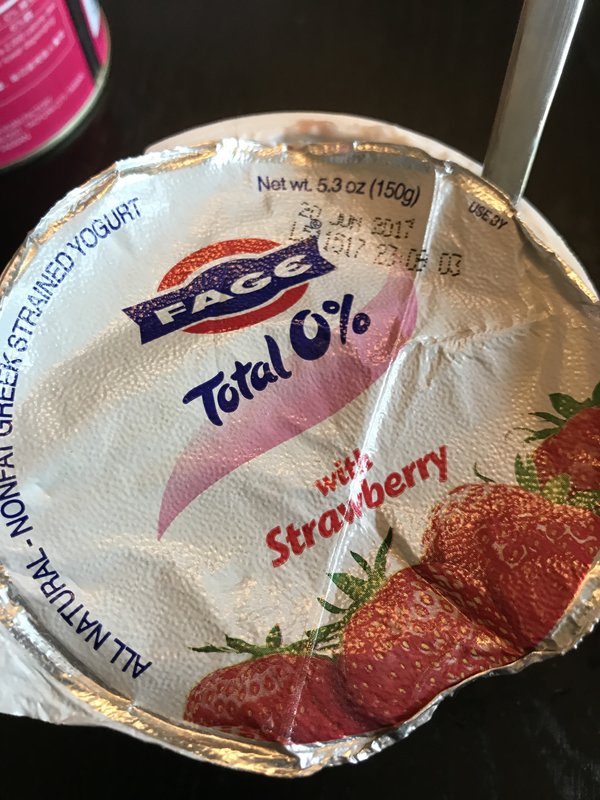 Net wt. 5.3 oz (150g)
USE BY
20 JUN 2017
FAGE
Total 0%
with
Strawberry
ALL NATURAL - NONFAT GREEK STRAINED YOGURT